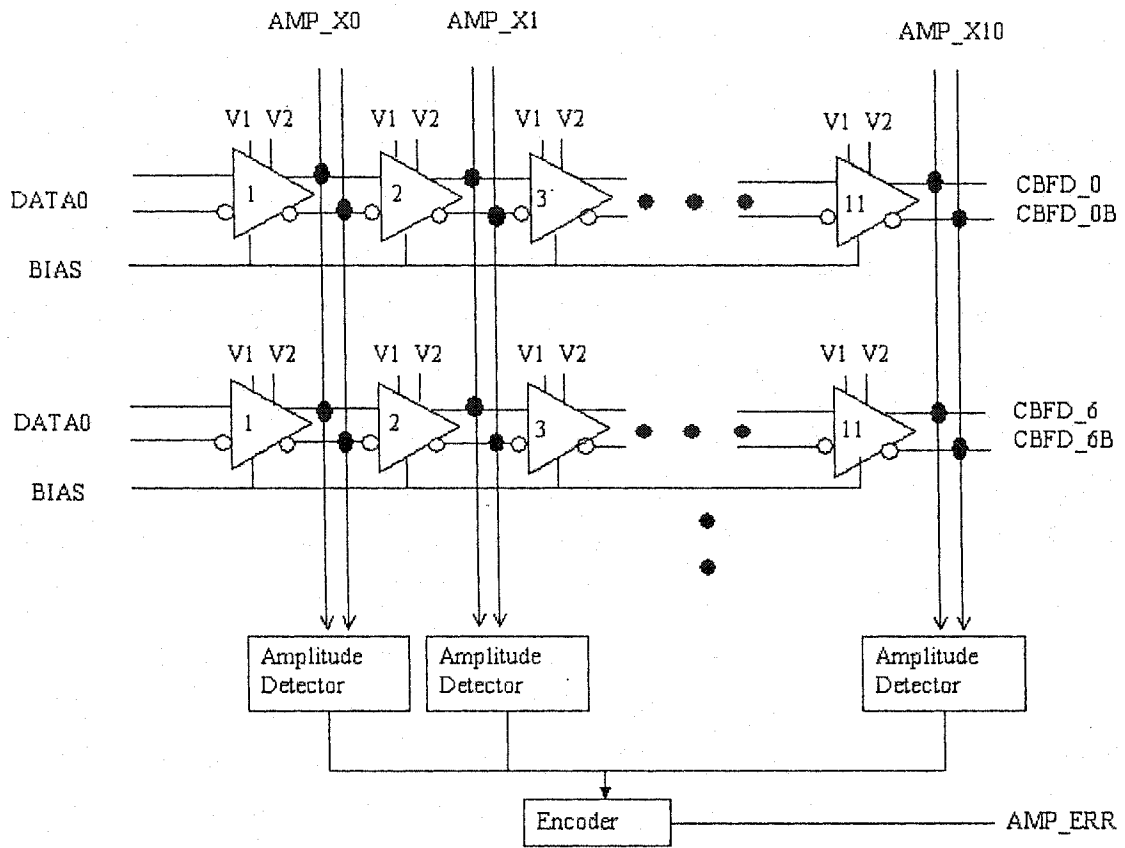 AMP_X0 AMP_X1 AMP_X10
V1 V2 V1 V2 V1 V2 V1 V2
DATA0 1 2 3 11 CBFD_0
CBFD_0B
BIAS
V1 V2 V1 V2 V1 V2 V1 V2
DATA0 1 2 3 11 CBFD_6
CBFD_6B
BIAS
Amplitude Detector
Amplitude Detector
Amplitude Detector
Encoder AMP_ERR